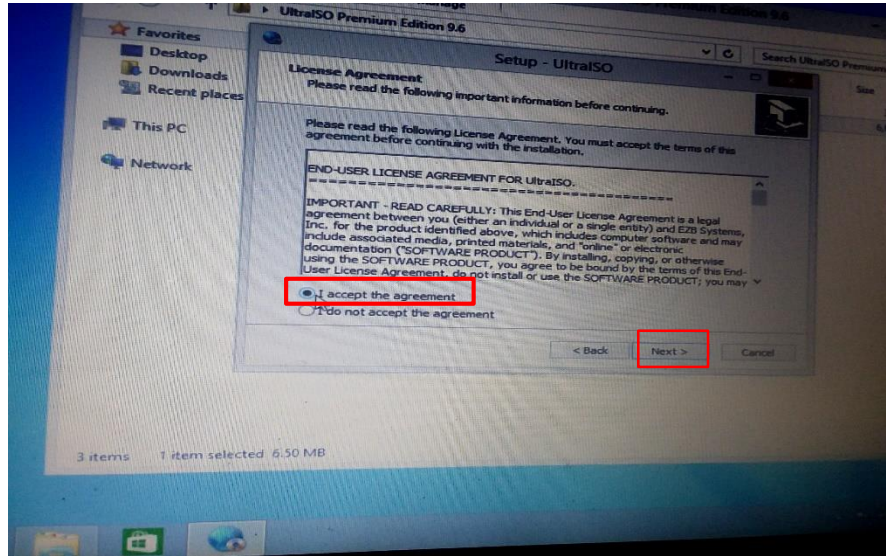 UltraISO Premium Edition 9.6
Favorites
Desktop
Downloads
Recent places
This PC
Network
Search UltraISO Premium
Size
Setup - UltraISO
License Agreement
Please read the following important information before continuing.
Please read the following License Agreement. You must accept the terms of this
agreement before continuing with the installation.
END-USER LICENSE AGREEMENT FOR UltraISO.
IMPORTANT - READ CAREFULLY: This End-User License Agreement is a legal
agreement between you (either an individual or a single entity) and EZB Systems,
Inc. for the product identified above, which includes computer software and may
include associated media, printed materials, and "online" or electronic
documentation ("SOFTWARE PRODUCT"). By installing, copying, or otherwise
using the SOFTWARE PRODUCT, you agree to be bound by the terms of this End-
User License Agreement, do not install or use the SOFTWARE PRODUCT; you may
I accept the agreement
I do not accept the agreement
< Back
Next >
Cancel
3 items 1 item selected 6.50 MB